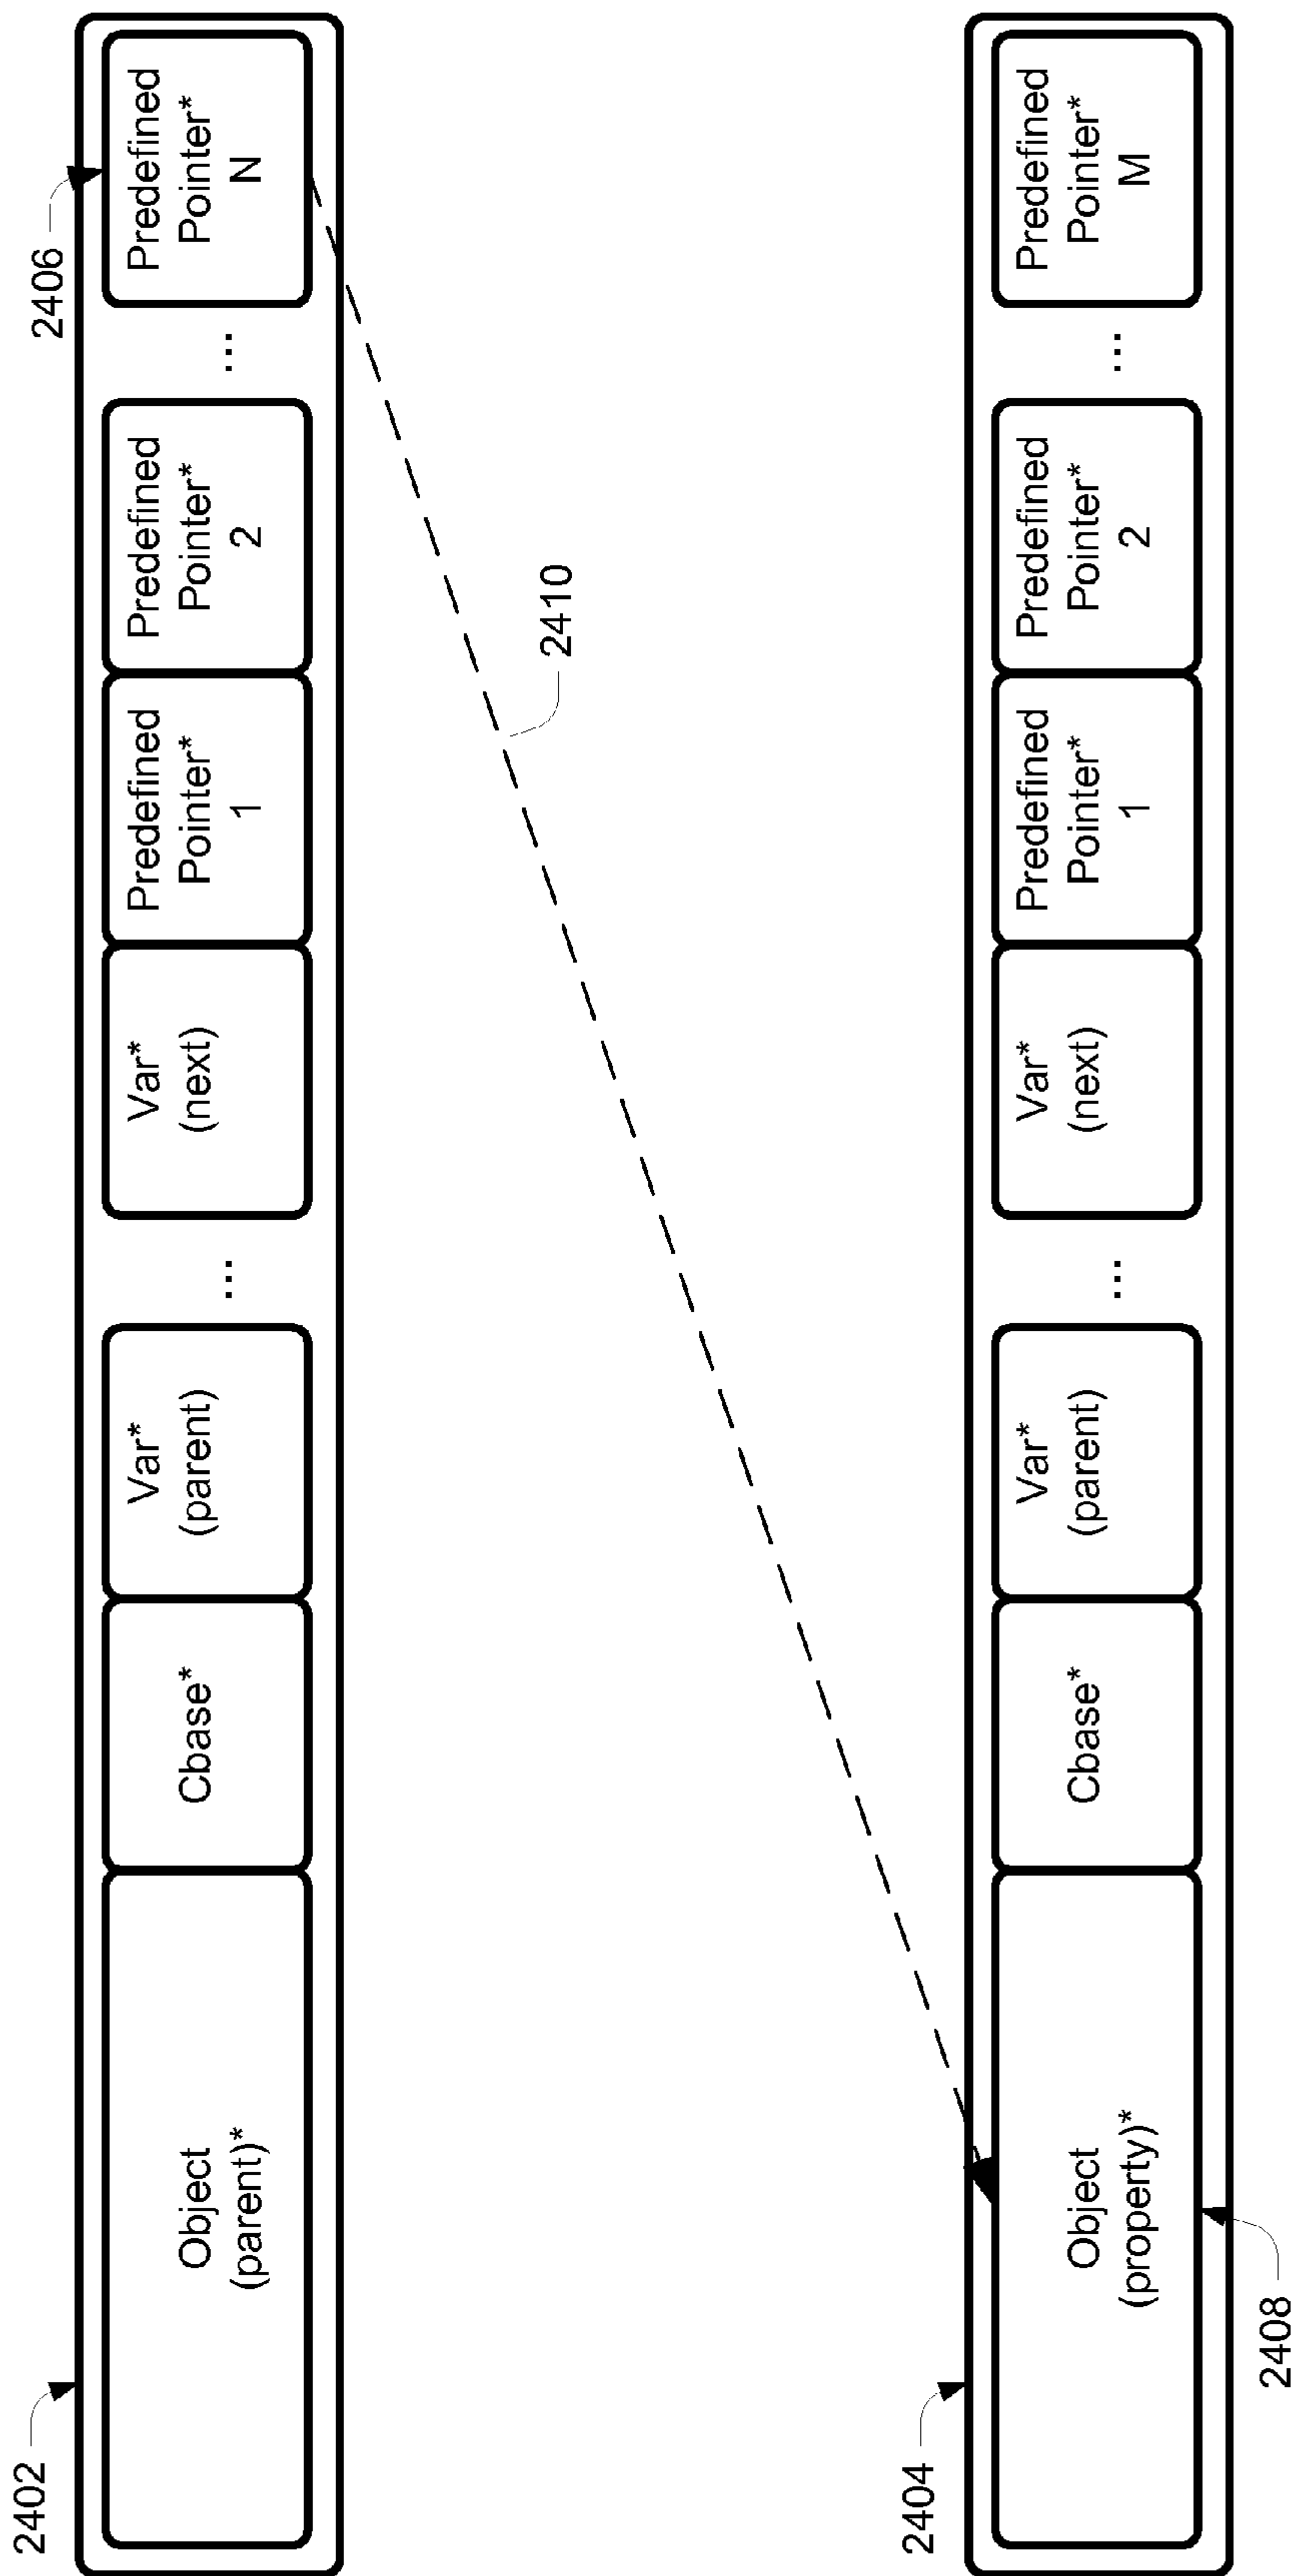 2402
2406
Object
(parent)*
Cbase*
Var*
(parent)
...
Var*
(next)
Predefined
Pointer*
1
Predefined
Pointer*
2
...
Predefined
Pointer*
N
2410
2404
Object
(property)*
Cbase*
Var*
(parent)
...
Var*
(next)
Predefined
Pointer*
1
Predefined
Pointer*
2
...
Predefined
Pointer*
M
2408